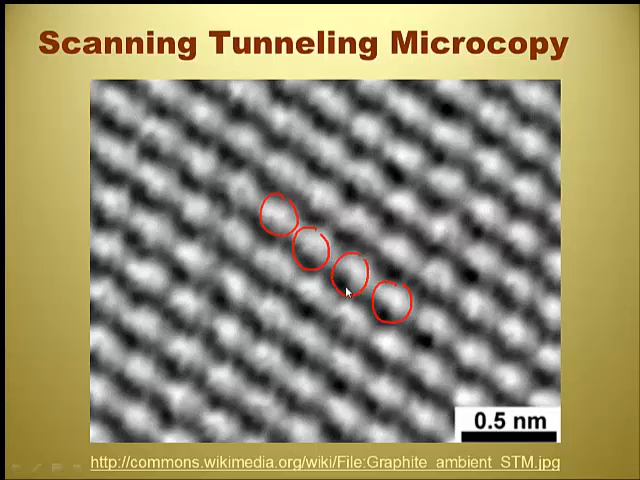 Scanning Tunneling Microcopy
0.5 nm
http://commons.wikimedia.org/wiki/File:Graphite_ambient_STM.jpg